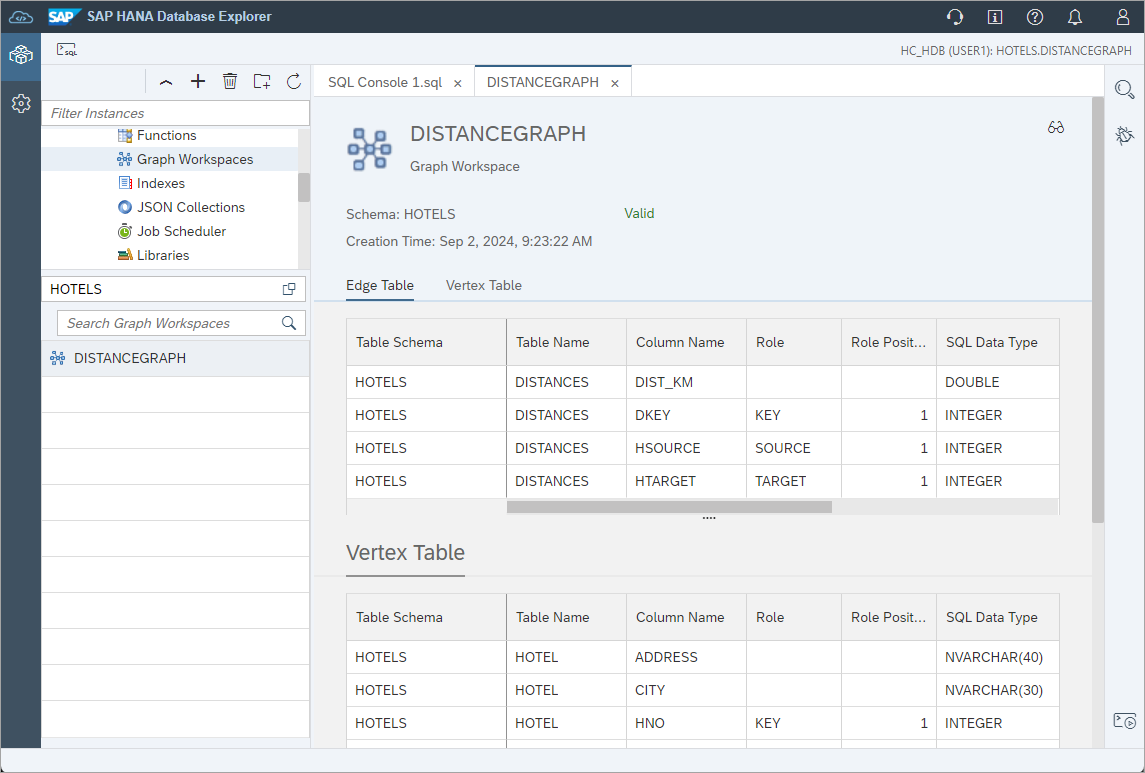 SAP SAP HANA Database Explorer
SQL HC_HDB (USER1): HOTELS.DISTANCEGRAPH
Filter Instances
Functions
Graph Workspaces
Indexes
JSON Collections
Job Scheduler
Libraries
HOTELS
Search Graph Workspaces
DISTANCEGRAPH
SQL Console 1.sql × DISTANCEGRAPH ×
DISTANCEGRAPH
Graph Workspace
Schema: HOTELS Valid
Creation Time: Sep 2, 2024, 9:23:22 AM
Edge Table Vertex Table
Table Schema Table Name Column Name Role Role Posit... SQL Data Type
HOTELS DISTANCES DIST_KM DOUBLE
HOTELS DISTANCES DKEY KEY 1 INTEGER
HOTELS DISTANCES HSOURCE SOURCE 1 INTEGER
HOTELS DISTANCES HTARGET TARGET 1 INTEGER
Vertex Table
Table Schema Table Name Column Name Role Role Posit... SQL Data Type
HOTELS HOTEL ADDRESS NVARCHAR(40)
HOTELS HOTEL CITY NVARCHAR(30)
HOTELS HOTEL HNO KEY 1 INTEGER